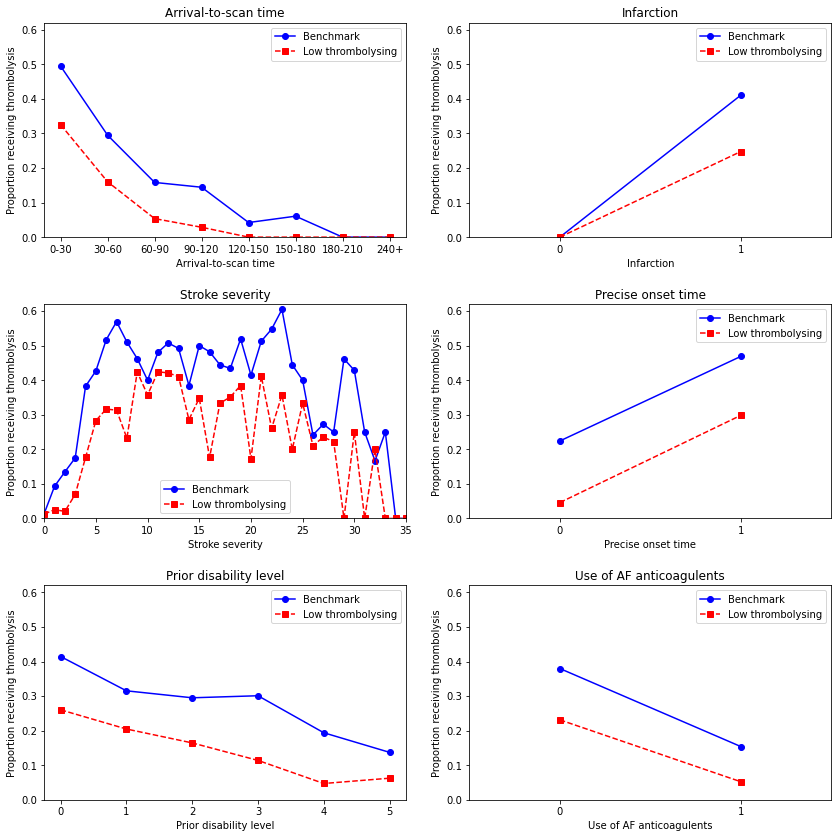 Arrival-to-scan time
Proportion receiving thrombolysis
0.6
0.5
0.4
0.3
0.2
0.1
0.0
Benchmark
Low thrombolysing
0-30 30-60 60-90 90-120 120-150 150-180 180-210 240+
Arrival-to-scan time
Infarction
Proportion receiving thrombolysis
0.6
0.5
0.4
0.3
0.2
0.1
0.0
Benchmark
Low thrombolysing
0 1
Infarction
Stroke severity
Proportion receiving thrombolysis
0.6
0.5
0.4
0.3
0.2
0.1
0.0
Benchmark
Low thrombolysing
0 5 10 15 20 25 30 35
Stroke severity
Precise onset time
Proportion receiving thrombolysis
0.6
0.5
0.4
0.3
0.2
0.1
0.0
Benchmark
Low thrombolysing
0 1
Precise onset time
Prior disability level
Proportion receiving thrombolysis
0.6
0.5
0.4
0.3
0.2
0.1
0.0
Benchmark
Low thrombolysing
0 1 2 3 4 5
Prior disability level
Use of AF anticoagulents
Proportion receiving thrombolysis
0.6
0.5
0.4
0.3
0.2
0.1
0.0
Benchmark
Low thrombolysing
0 1
Use of AF anticoagulents